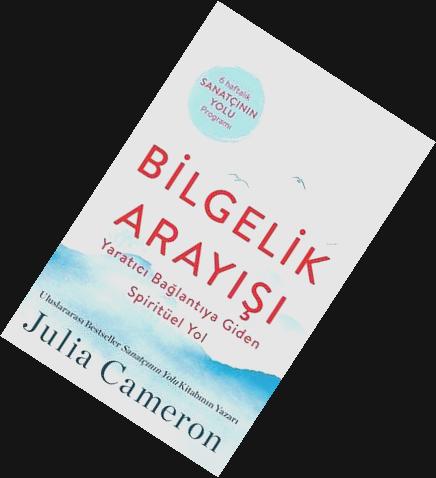 6 haftalık
SANATÇININ
YOLU
Programı
BİLGELİK
ARAYIŞI
Yaratıcı Bağlantıya Giden
Spiritüel Yol
Uluslararası Bestseller Sanatçının Yolu Kitabının Yazarı
Julia Cameron